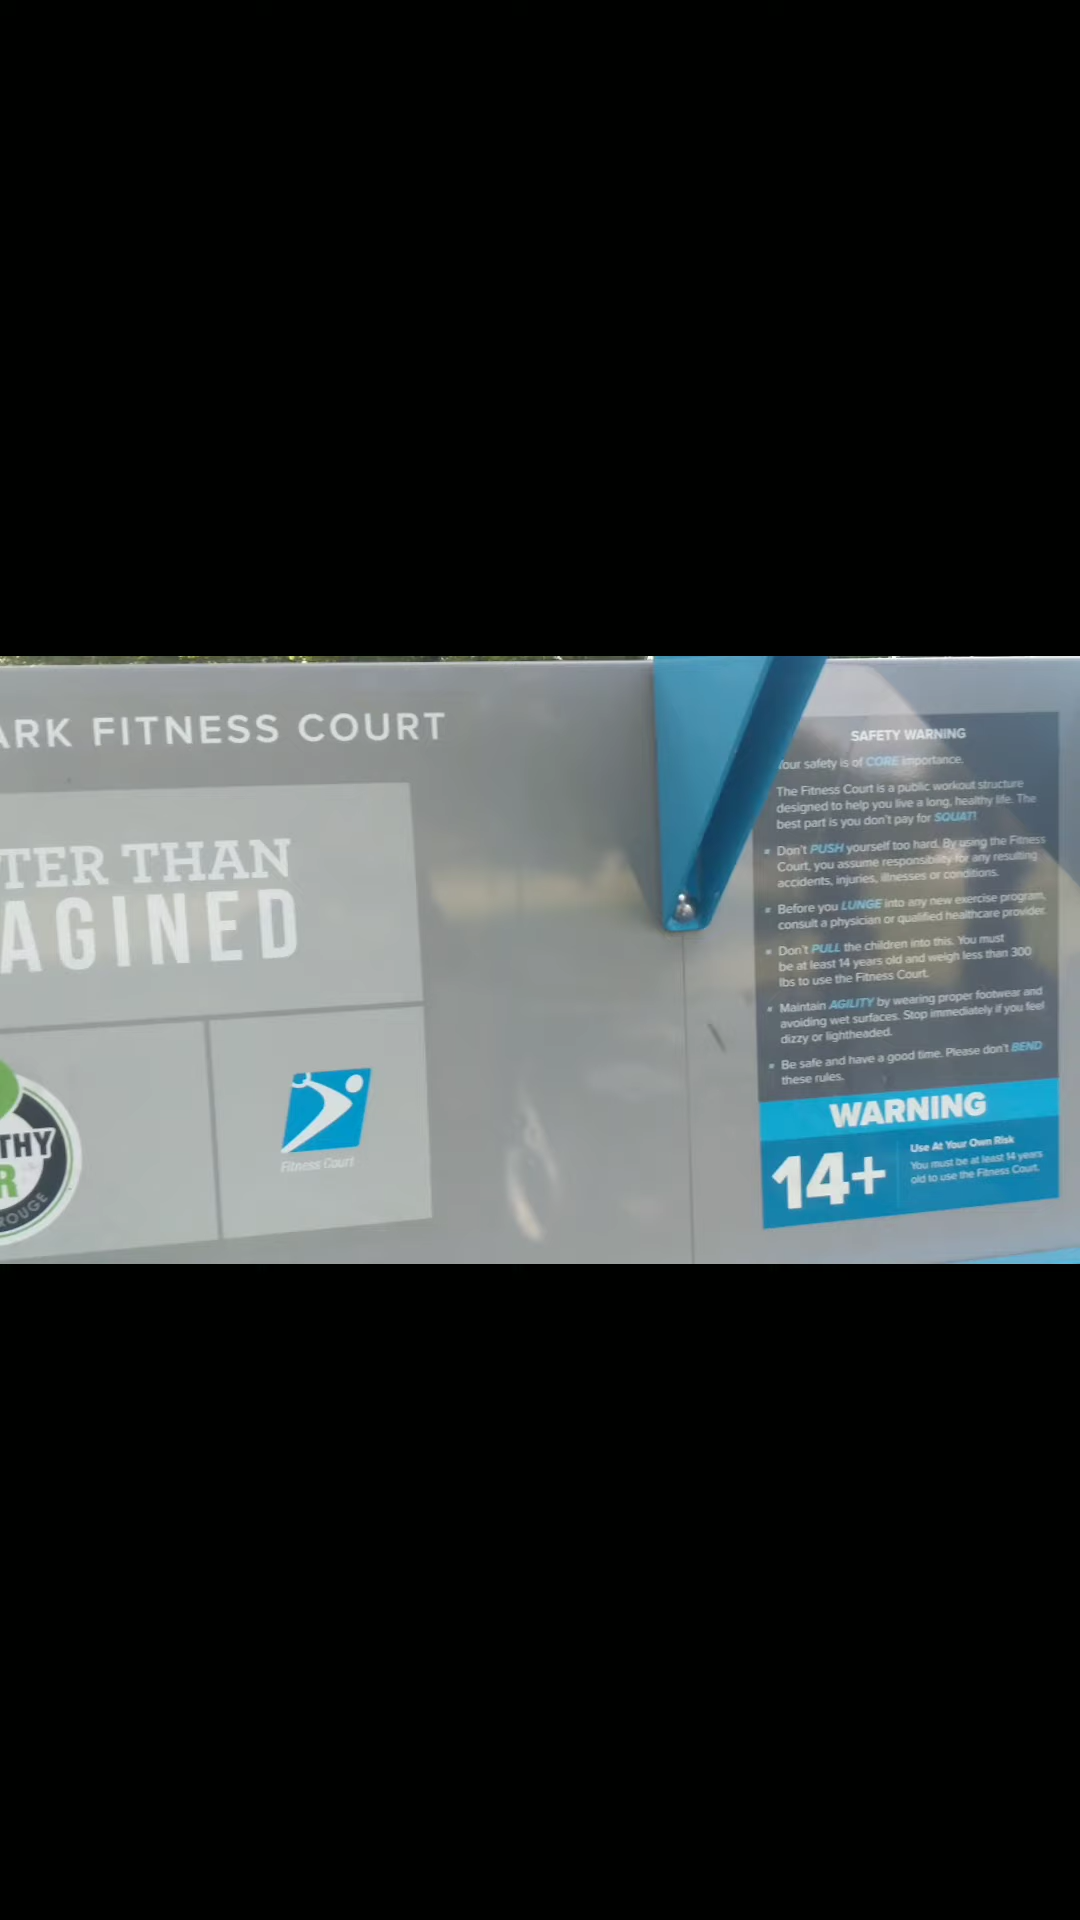 ARK FITNESS COURT
TER THAN
AGINED
THY
R
ROUGE
Fitness Court
SAFETY WARNING
Your safety is of CORE importance.
The Fitness Court is a public workout structure
designed to help you live a long, healthy life. The
best part is you don't pay for SQUAT!
Don't PUSH yourself too hard. By using the Fitness
Court, you assume responsibility for any resulting
accidents, injuries, illnesses or conditions.
Before you LUNGE into any new exercise program,
consult a physician or qualified healthcare provider.
Don't PULL the children into this. You must
be at least 14 years old and weigh less than 300
lbs to use the Fitness Court.
Maintain AGILITY by wearing proper footwear and
avoiding wet surfaces. Stop immediately if you feel
dizzy or lightheaded.
Be safe and have a good time. Please don't BEND
these rules.
WARNING
14+
Use At Your Own Risk
You must be at least 14 years
old to use the Fitness Court.